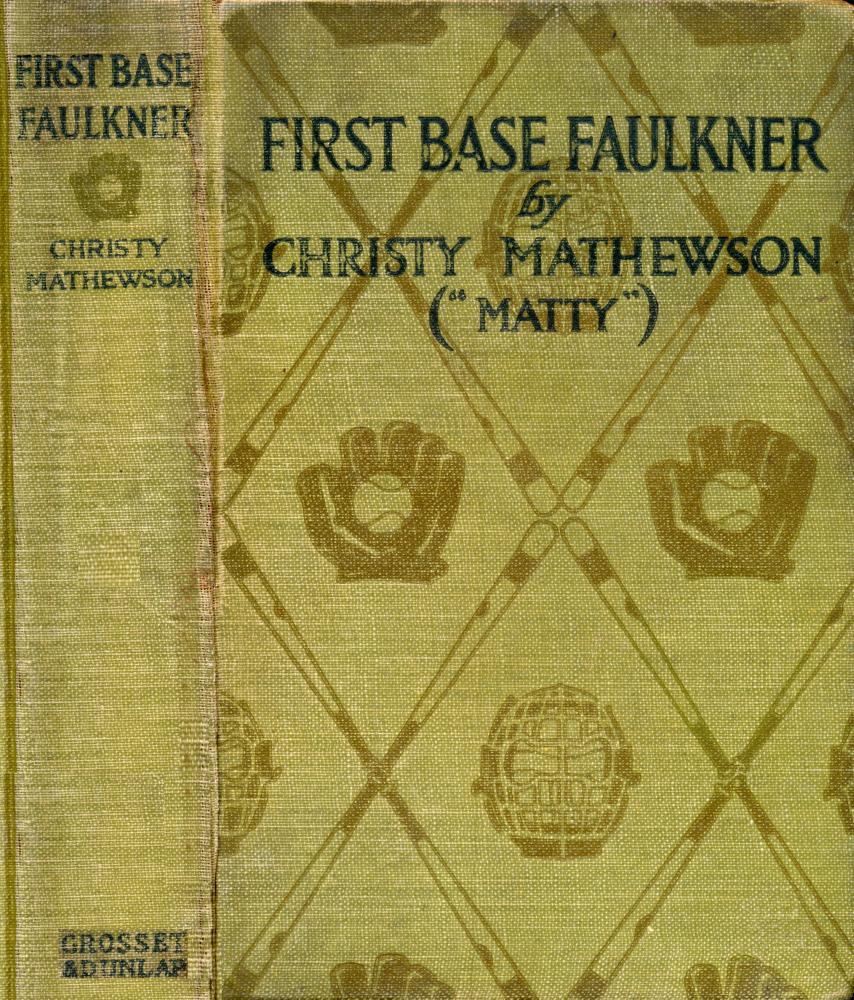 FIRST BASE
FAULKNER
CHRISTY
MATHEWSON
GROSSET
& DUNLAP
FIRST BASE FAULKNER
by
CHRISTY MATHEWSON
(“MATTY”)